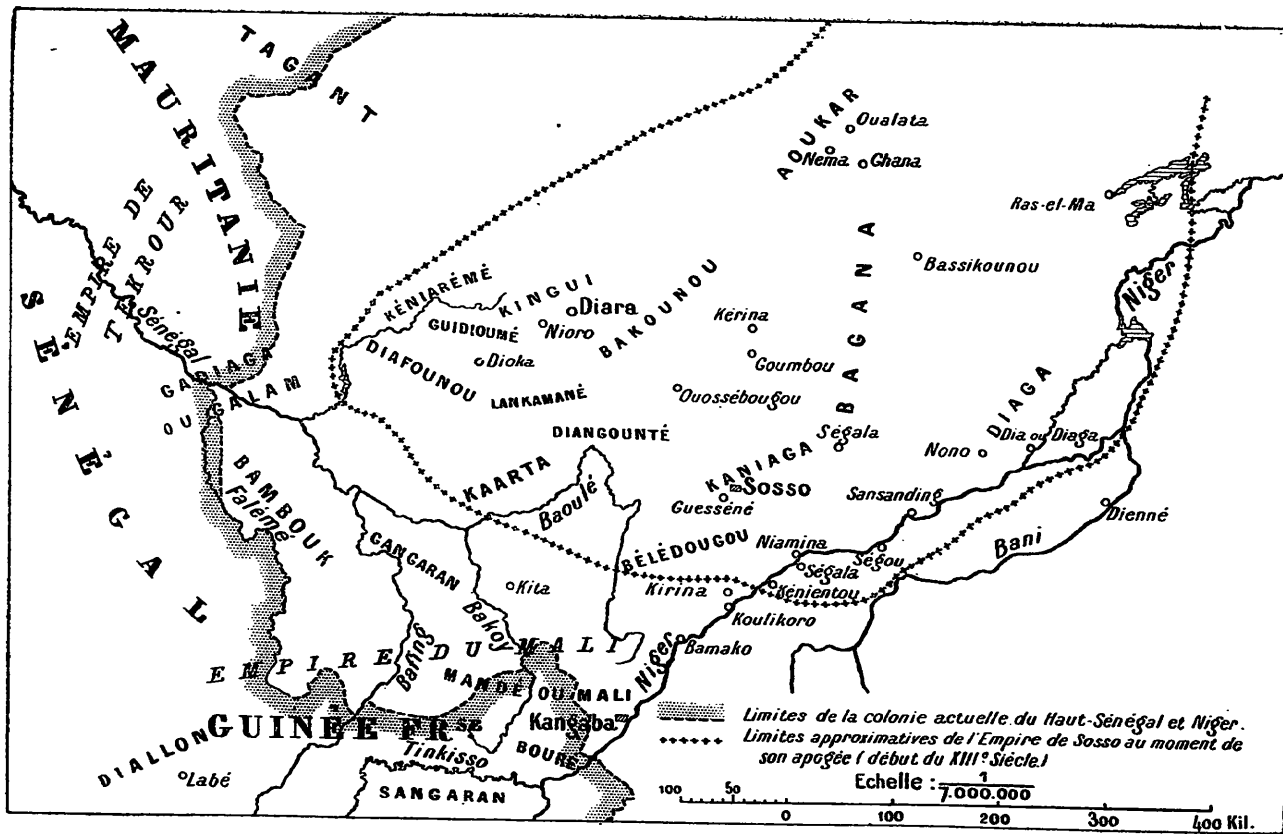 MAURITANIE
TAGANT
AOUKAR
Oualata
Nema
Ghana
Ras-el-Ma
EMPIRE DE
TEKROUR
SÉNÉGAL
Sénégal
KÉNIARÉMÉ
KINGUI
Diara
GUIDIOUMÉ
Nioro
BAKOUNOU
Kérina
BAGANA
Bassikounou
Niger
DIAFOUNOU
Dioka
Goumbou
GADIAGA
OU GALAM
LANKAMANÉ
Ouossébougou
DIAGA
DIANGOUNTÉ
Ségala
Nono
Dia ou Diaga
KAARTA
KANIAGA
SOSSO
Guesséné
Sansanding
Dienné
BAMBOUK
Falémé
Baoulé
GANGARAN
BÉLÉDOUGOU
Niamina
Ségou
Bani
Ségala
Kita
Kirina
Kénientou
Koulikoro
Bakoy
Bafing
Niger
Bamako
EMPIRE DU MALI
MANDÉ OU MALI
GUINÉE FRSE
Kangaba
DIALLON
Labé
Tinkisso
BOURÉ
SANGARAN
Limites de la colonie actuelle du Haut-Sénégal et Niger.
Limites approximatives de l'Empire de Sosso au moment de
son apogée (début du XIIIe Siècle.)
Echelle : 1/7.000.000
100 50 0 100 200 300 400 Kil.